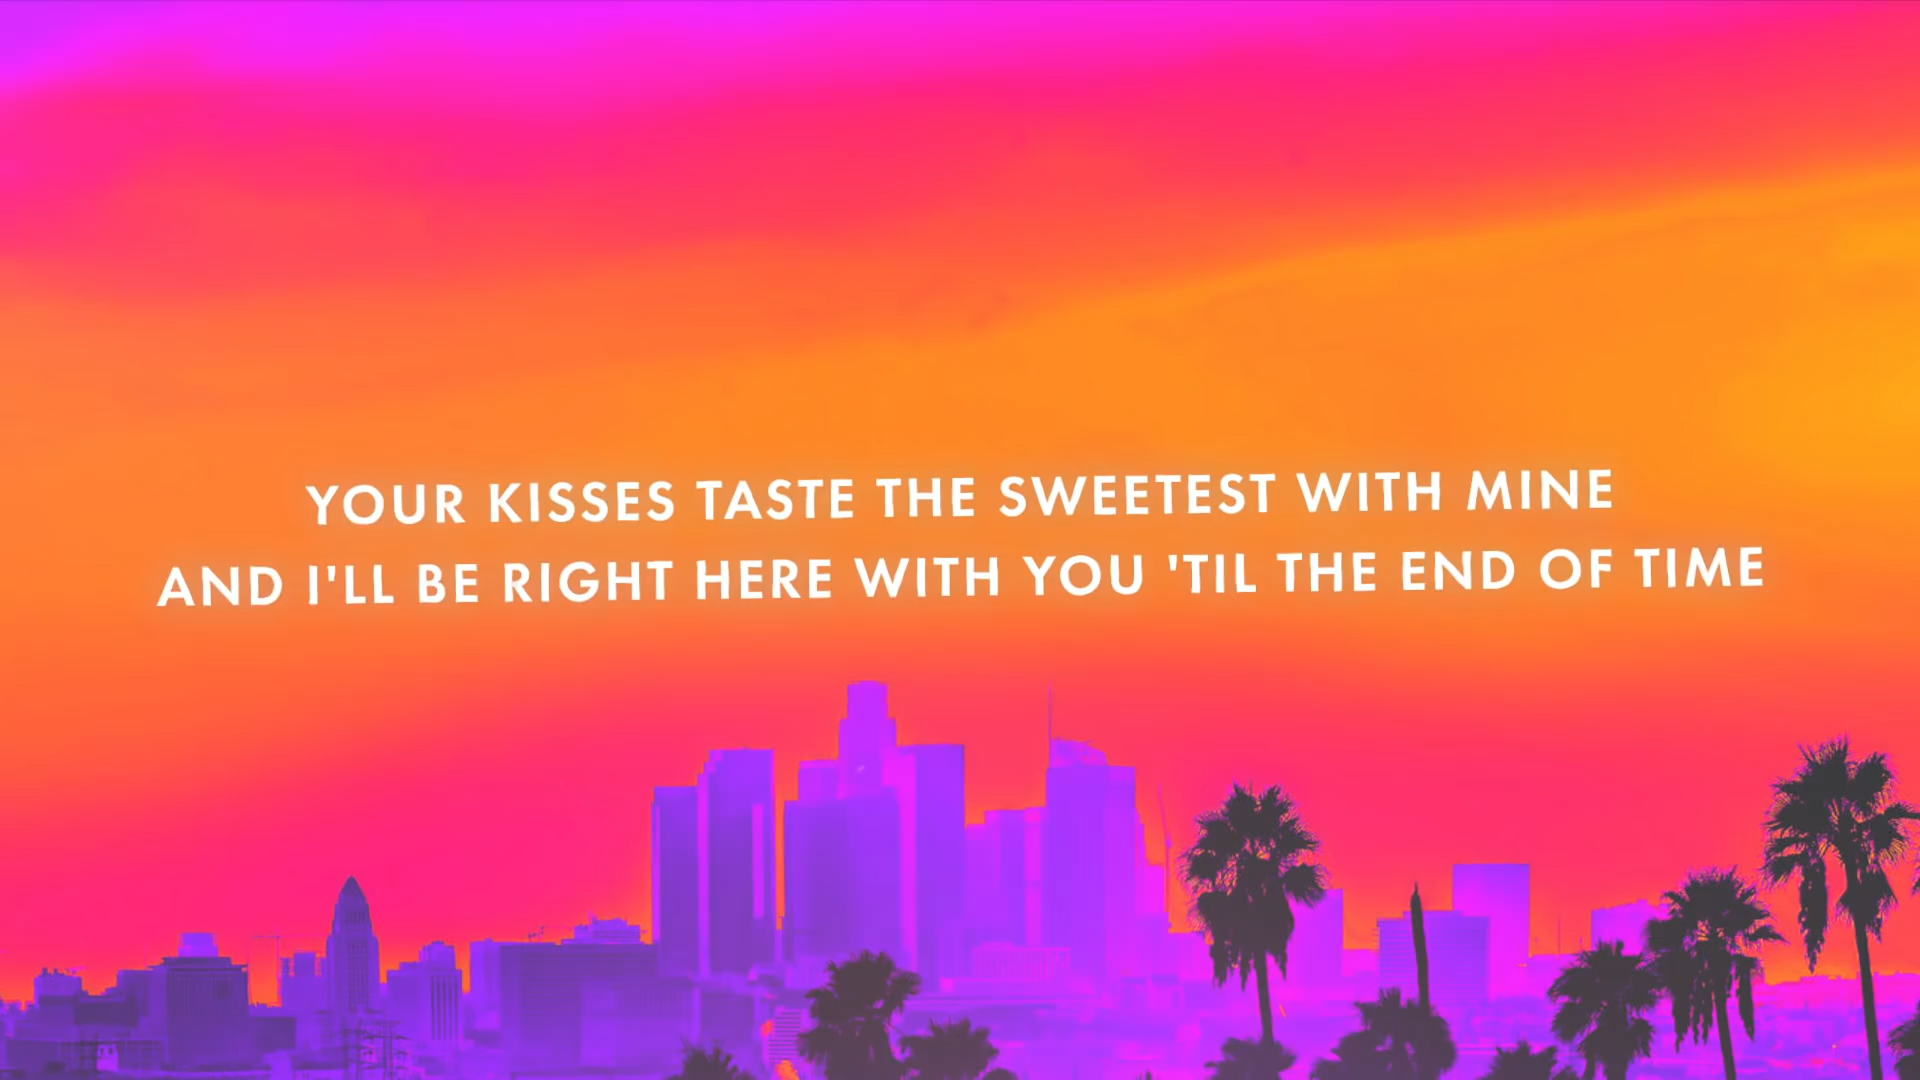 YOUR KISSES TASTE THE SWEETEST WITH MINE
AND I'LL BE RIGHT HERE WITH YOU 'TIL THE END OF TIME